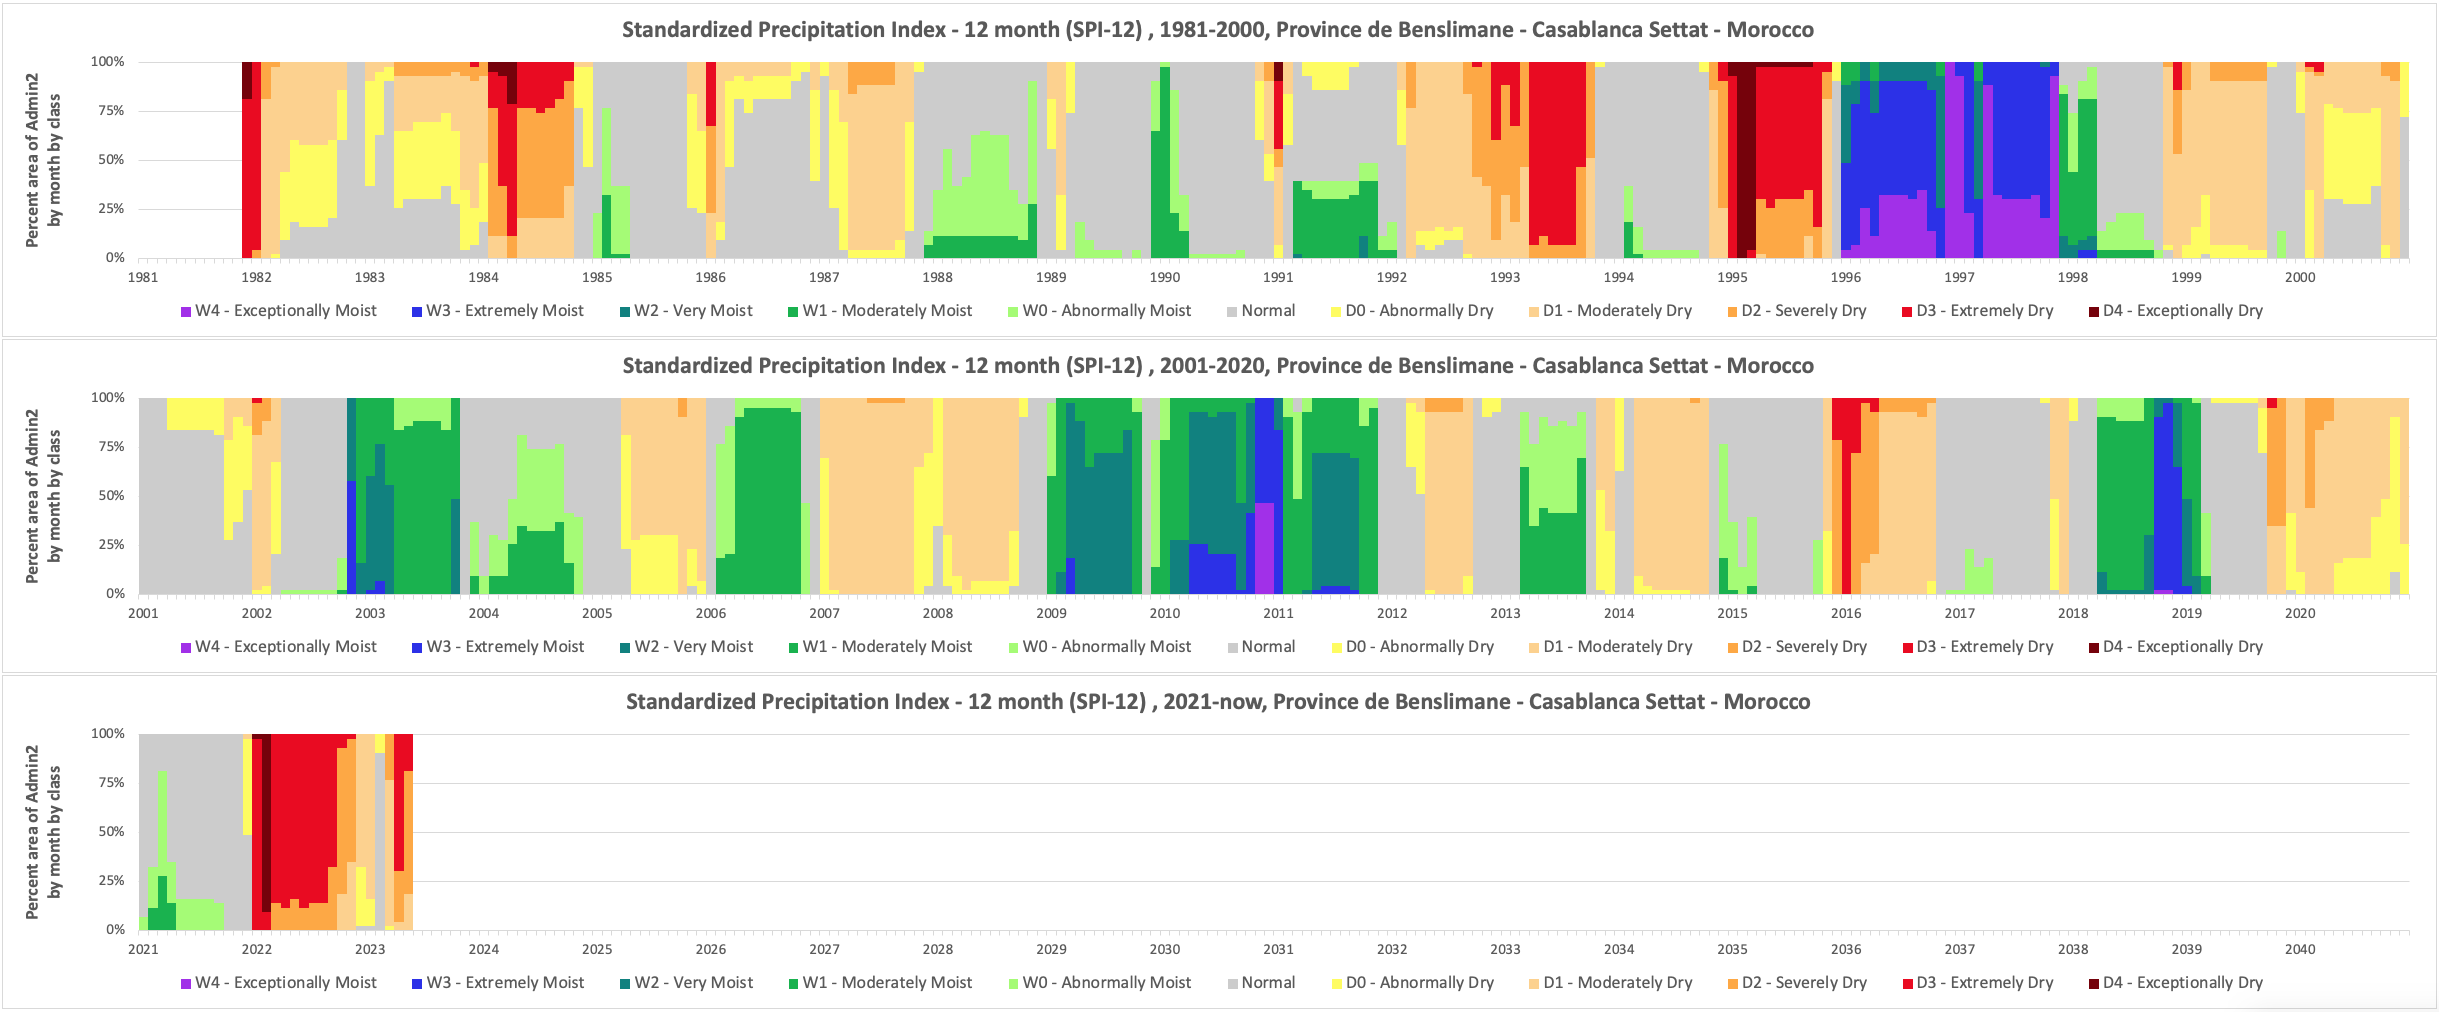 Standardized Precipitation Index - 12 month (SPI-12) , 1981-2000, Province de Benslimane - Casablanca Settat - Morocco
Percent area of Admin2
by month by class
100%
75%
50%
25%
0%
1981 1982 1983 1984 1985 1986 1987 1988 1989 1990 1991 1992 1993 1994 1995 1996 1997 1998 1999 2000
W4 - Exceptionally Moist W3 - Extremely Moist W2 - Very Moist W1 - Moderately Moist W0 - Abnormally Moist Normal D0 - Abnormally Dry D1 - Moderately Dry D2 - Severely Dry D3 - Extremely Dry D4 - Exceptionally Dry
Standardized Precipitation Index - 12 month (SPI-12) , 2001-2020, Province de Benslimane - Casablanca Settat - Morocco
Percent area of Admin2
by month by class
100%
75%
50%
25%
0%
2001 2002 2003 2004 2005 2006 2007 2008 2009 2010 2011 2012 2013 2014 2015 2016 2017 2018 2019 2020
W4 - Exceptionally Moist W3 - Extremely Moist W2 - Very Moist W1 - Moderately Moist W0 - Abnormally Moist Normal D0 - Abnormally Dry D1 - Moderately Dry D2 - Severely Dry D3 - Extremely Dry D4 - Exceptionally Dry
Standardized Precipitation Index - 12 month (SPI-12) , 2021-now, Province de Benslimane - Casablanca Settat - Morocco
Percent area of Admin2
by month by class
100%
75%
50%
25%
0%
2021 2022 2023 2024 2025 2026 2027 2028 2029 2030 2031 2032 2033 2034 2035 2036 2037 2038 2039 2040
W4 - Exceptionally Moist W3 - Extremely Moist W2 - Very Moist W1 - Moderately Moist W0 - Abnormally Moist Normal D0 - Abnormally Dry D1 - Moderately Dry D2 - Severely Dry D3 - Extremely Dry D4 - Exceptionally Dry